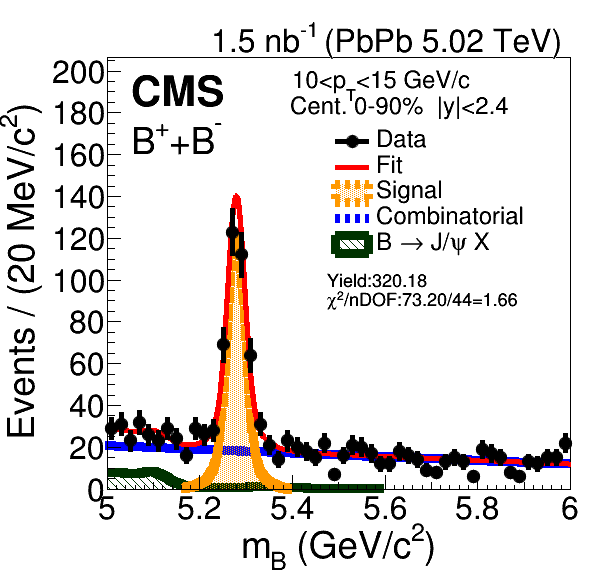 1.5 nb⁻¹ (PbPb 5.02 TeV)
CMS
B⁺+B⁻
10<p_T<15 GeV/c
Cent. 0-90% |y|<2.4
Data
Fit
Signal
Combinatorial
B → J/ψ X
Yield:320.18
χ²/nDOF:73.20/44=1.66
Events / (20 MeV/c²)
200
180
160
140
120
100
80
60
40
20
0
5 5.2 5.4 5.6 5.8 6
m_B (GeV/c²)